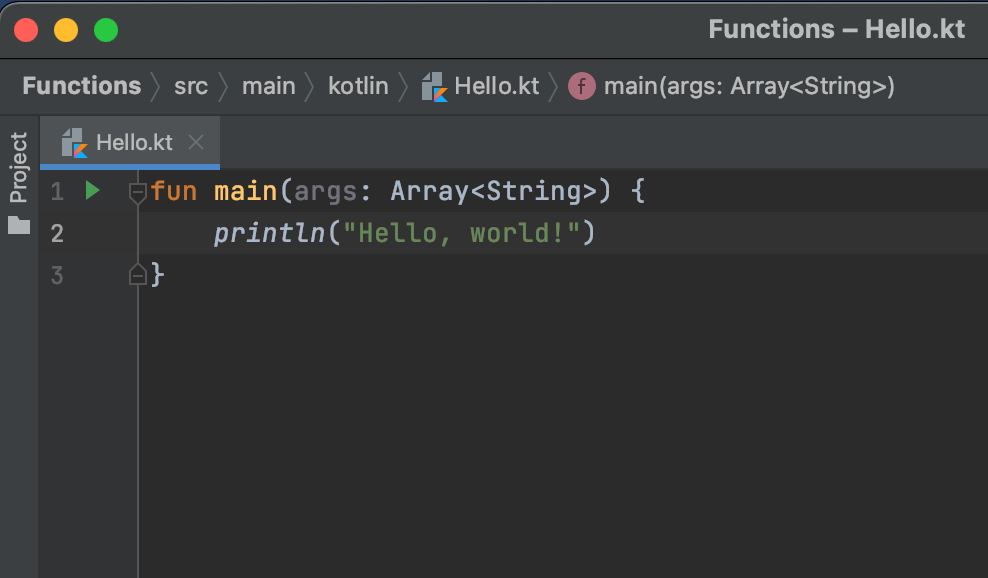 Functions – Hello.kt
Functions src main kotlin Hello.kt f main(args: Array<String>)
Project
Hello.kt
1 fun main(args: Array<String>) {
2     println("Hello, world!")
3 }